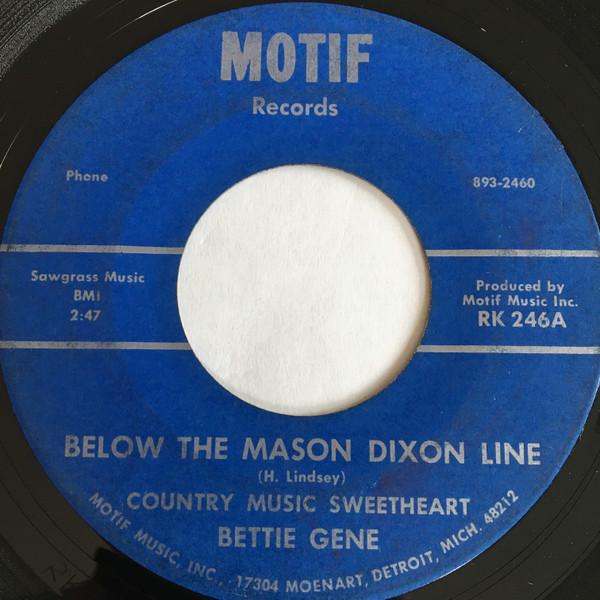 MOTIF
Records
Phone
893-2460
Sawgrass Music
BMI
2:47
Produced by
Motif Music Inc.
RK 246A
BELOW THE MASON DIXON LINE
(H. Lindsey)
COUNTRY MUSIC SWEETHEART
BETTIE GENE
MOTIF MUSIC, INC., 17304 MOENART, DETROIT, MICH. 48212